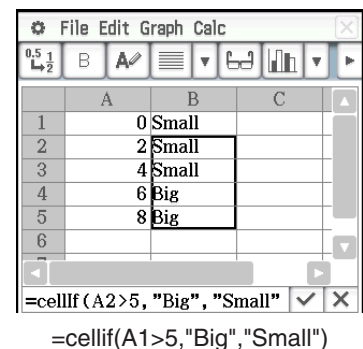 File Edit Graph Calc
0.5 1 2 B A
A B C
1 0 Small
2 2 Small
3 4 Small
4 6 Big
5 8 Big
6
=cellIf(A2>5, "Big", "Small"
=cellif(A1>5,"Big","Small")